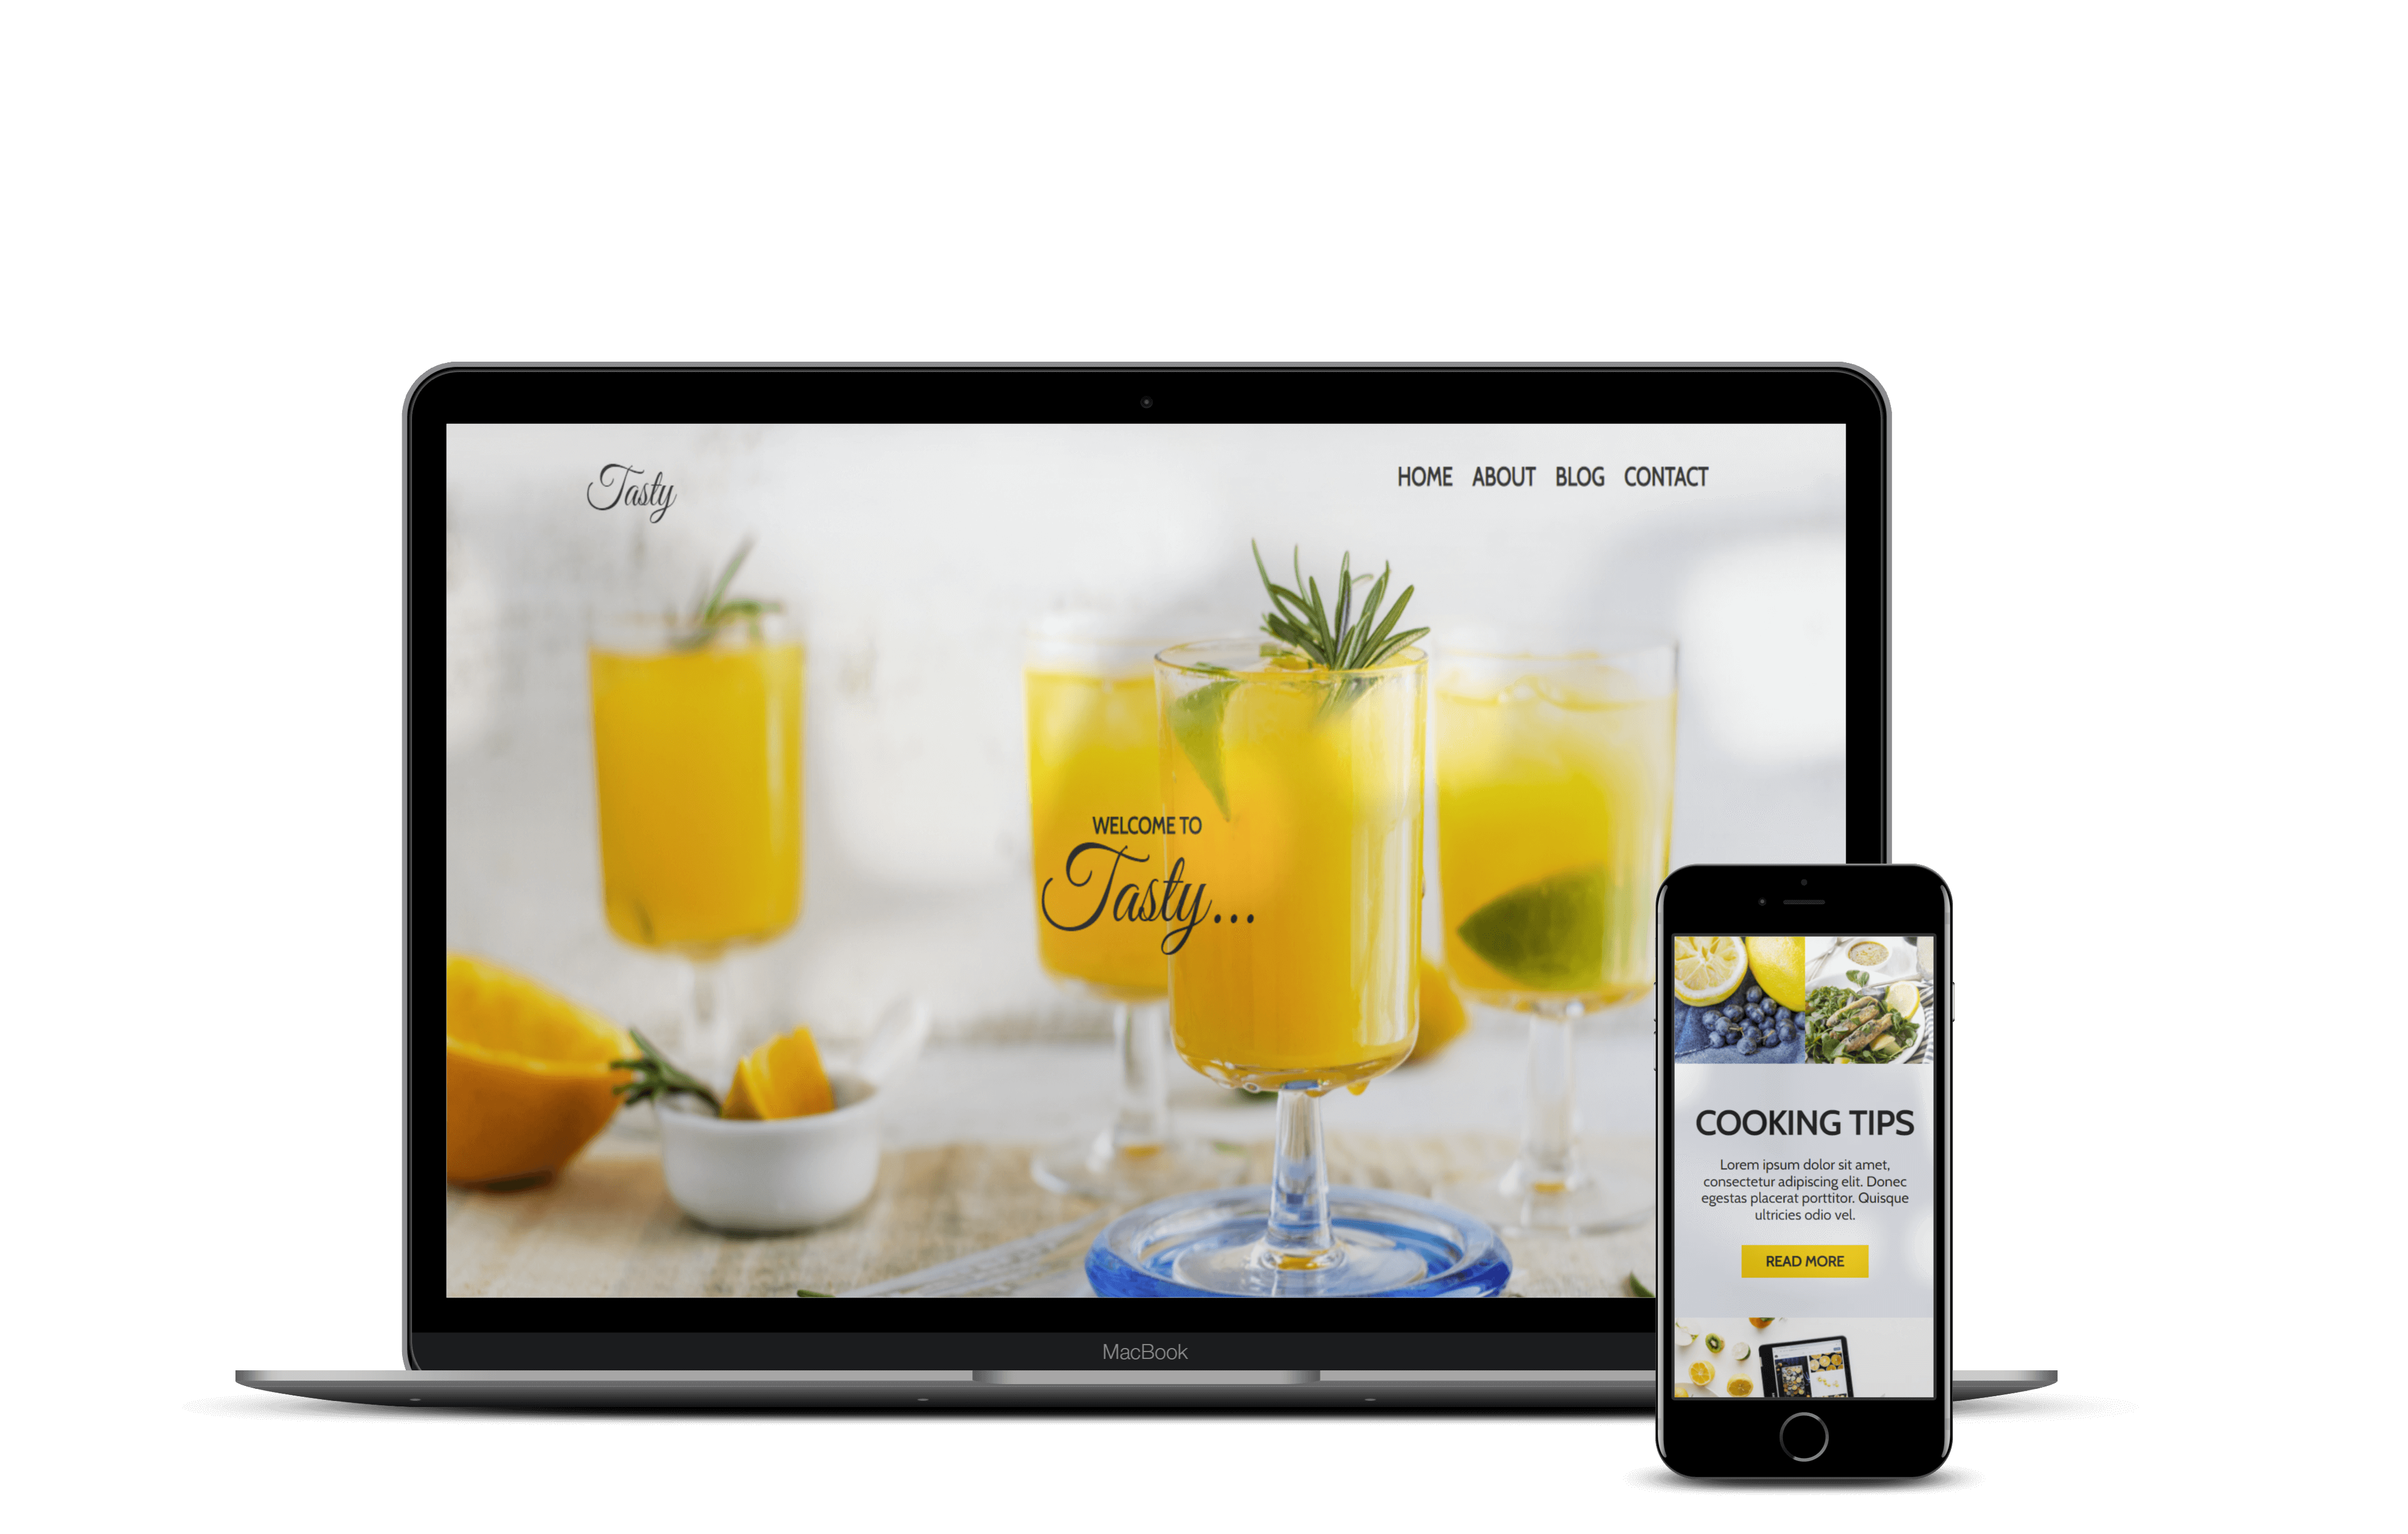 Tasty
HOME ABOUT BLOG CONTACT
WELCOME TO
Tasty...
COOKING TIPS
Lorem ipsum dolor sit amet,
consectetur adipiscing elit. Donec
egestas placerat porttitor. Quisque
ultricies odio vel.
READ MORE
MacBook